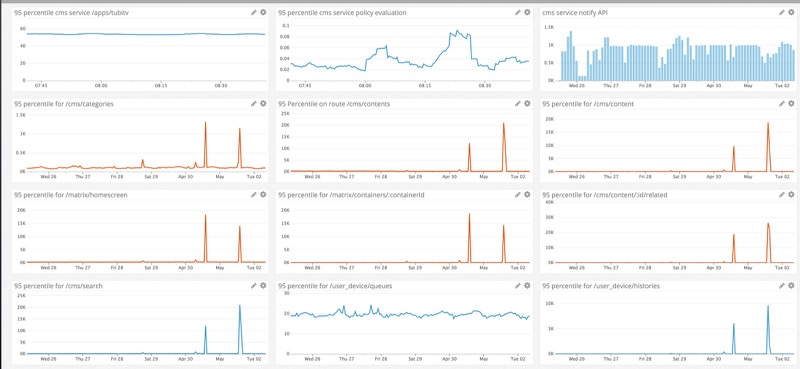 95 percentile cms service /apps/tubitv
60
40
20
0
07:45 08:00 08:15 08:30
95 percentile cms service policy evaluation
0.1
0.08
0.06
0.04
0.02
0
07:45 08:00 08:15 08:30
cms service notify API
1.5K
1K
0.5K
0K
Wed 26 Thu 27 Fri 28 Sat 29 Apr 30 May Tue 02
95 percentile for /cms/categories
1.5K
1K
0.5K
0K
Wed 26 Thu 27 Fri 28 Sat 29 Apr 30 May Tue 02
95 Percentile on route /cms/contents
25K
20K
15K
10K
5K
0K
Wed 26 Thu 27 Fri 28 Sat 29 Apr 30 May Tue 02
95 percentile for /cms/content
25K
20K
15K
10K
5K
0K
Wed 26 Thu 27 Fri 28 Sat 29 Apr 30 May Tue 02
95 percentile for /matrix/homescreen
20K
15K
10K
5K
0K
Wed 26 Thu 27 Fri 28 Sat 29 Apr 30 May Tue 02
95 percentile for /matrix/containers/:containerId
20K
15K
10K
5K
0K
Wed 26 Thu 27 Fri 28 Sat 29 Apr 30 May Tue 02
95 percentile for /cms/content/:id/related
40K
30K
20K
10K
0K
Wed 26 Thu 27 Fri 28 Sat 29 Apr 30 May Tue 02
95 percentile for /cms/search
25K
20K
15K
10K
5K
0K
Wed 26 Thu 27 Fri 28 Sat 29 Apr 30 May Tue 02
95 percentile for /user_device/queues
30
20
10
0
Wed 26 Thu 27 Fri 28 Sat 29 Apr 30 May Tue 02
95 percentile for /user_device/histories
10K
5K
0K
Wed 26 Thu 27 Fri 28 Sat 29 Apr 30 May Tue 02